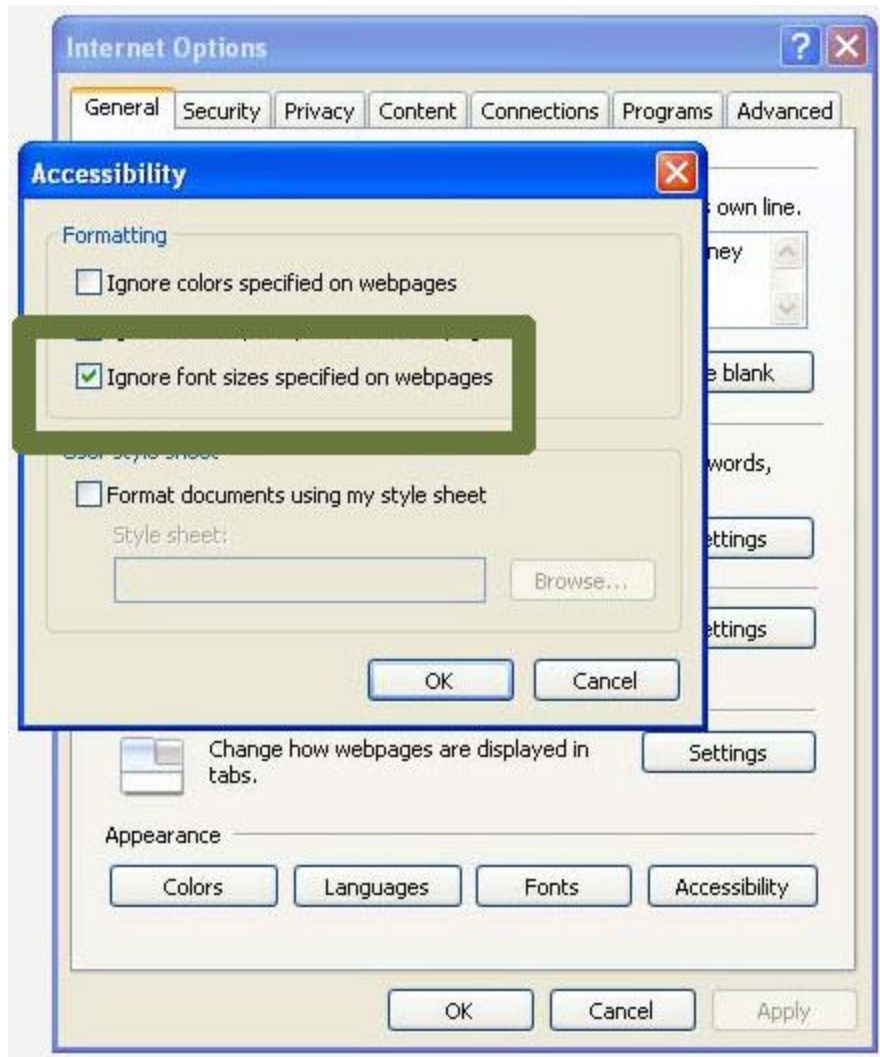 Internet Options
General Security Privacy Content Connections Programs Advanced
Accessibility
own line.
Formatting
ney
Ignore colors specified on webpages
Ignore font sizes specified on webpages
blank
words,
Format documents using my style sheet
Style sheet:
ettings
Browse...
ettings
OK Cancel
Change how webpages are displayed in
tabs.
Settings
Appearance
Colors Languages Fonts Accessibility
OK Cancel Apply